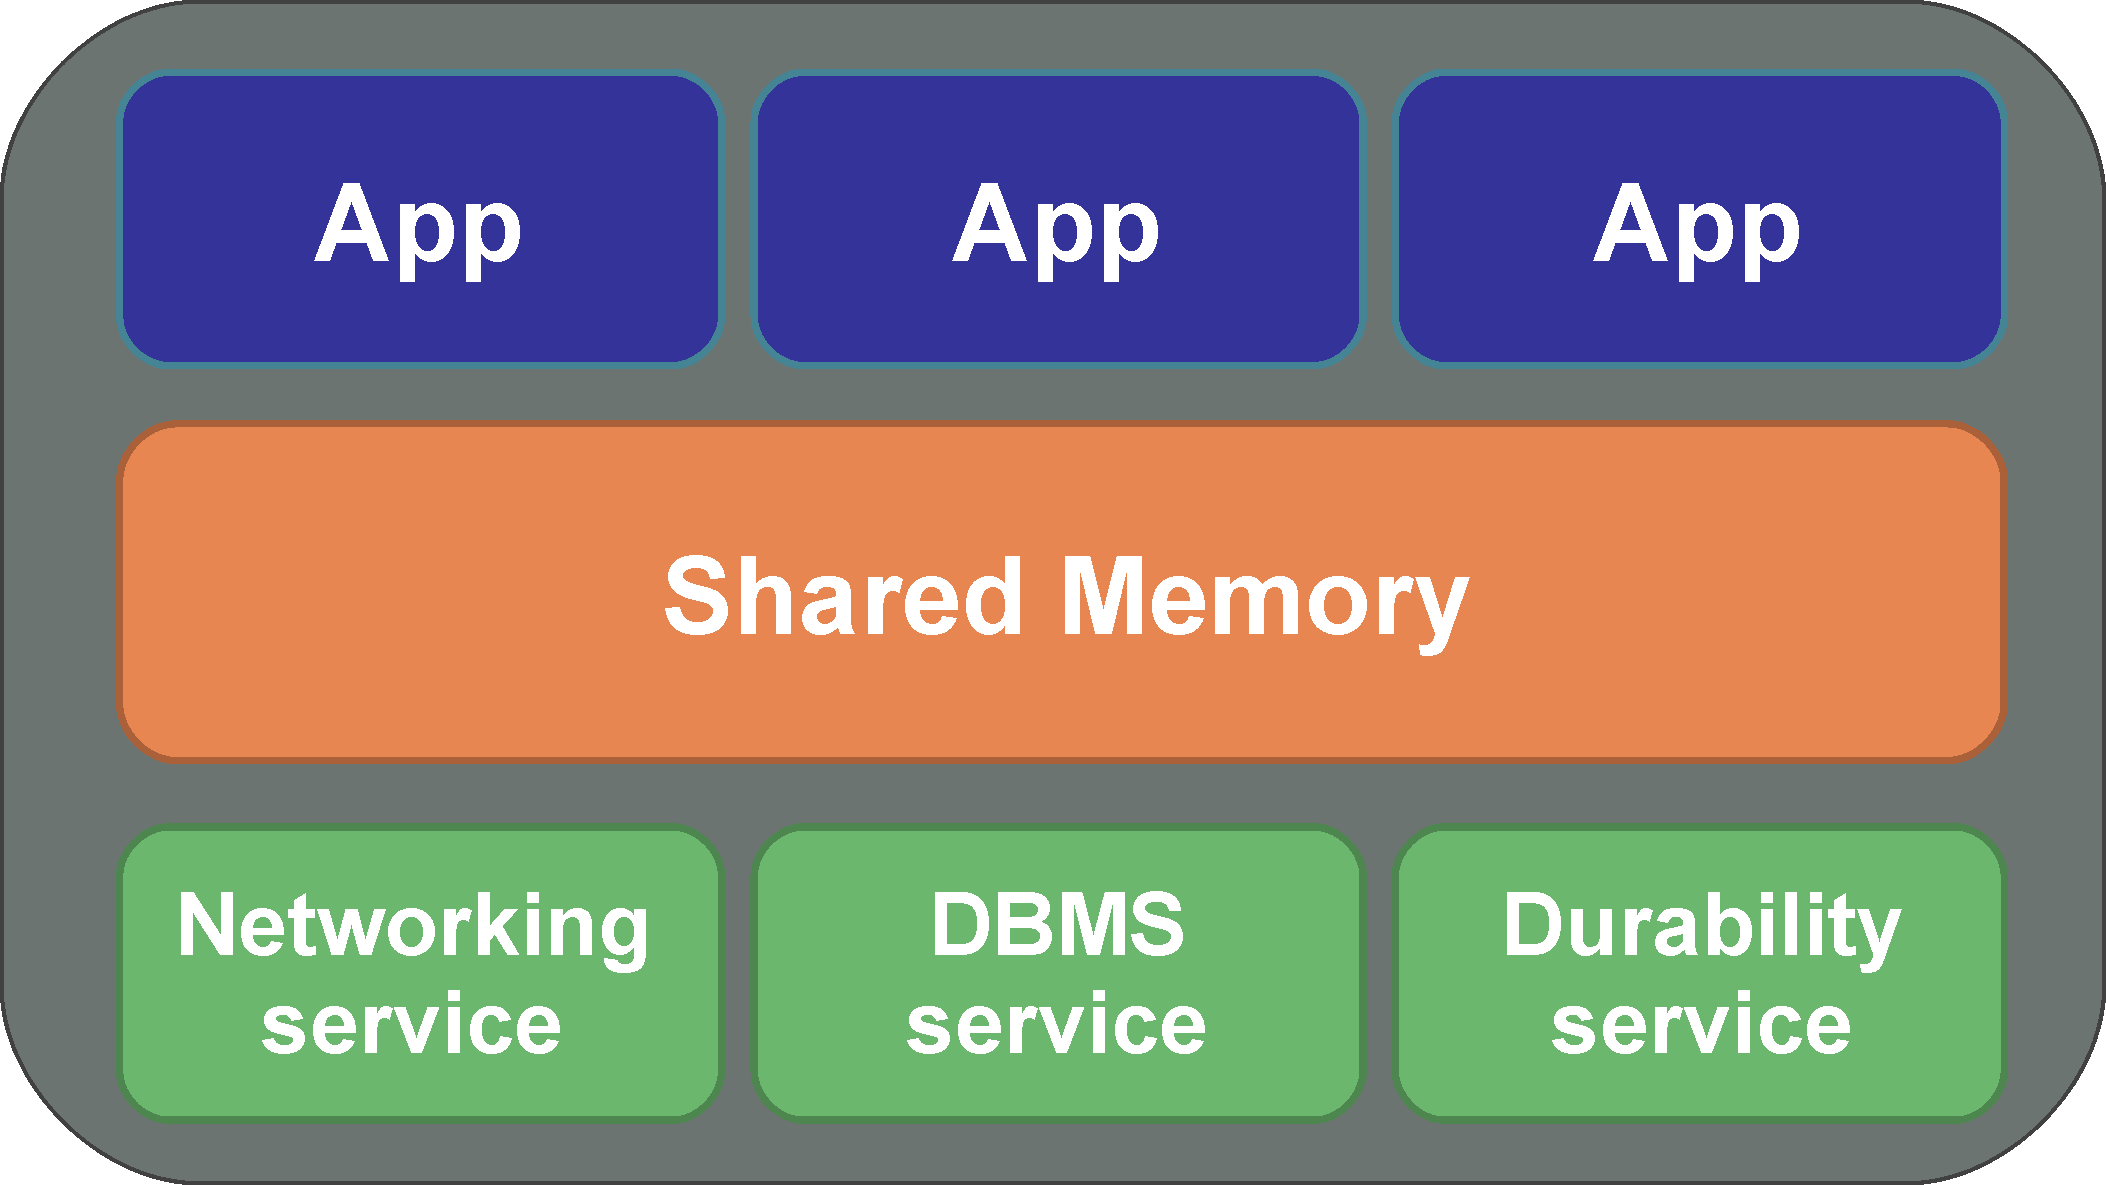 App
App
App
Shared Memory
Networking
service
DBMS
service
Durability
service